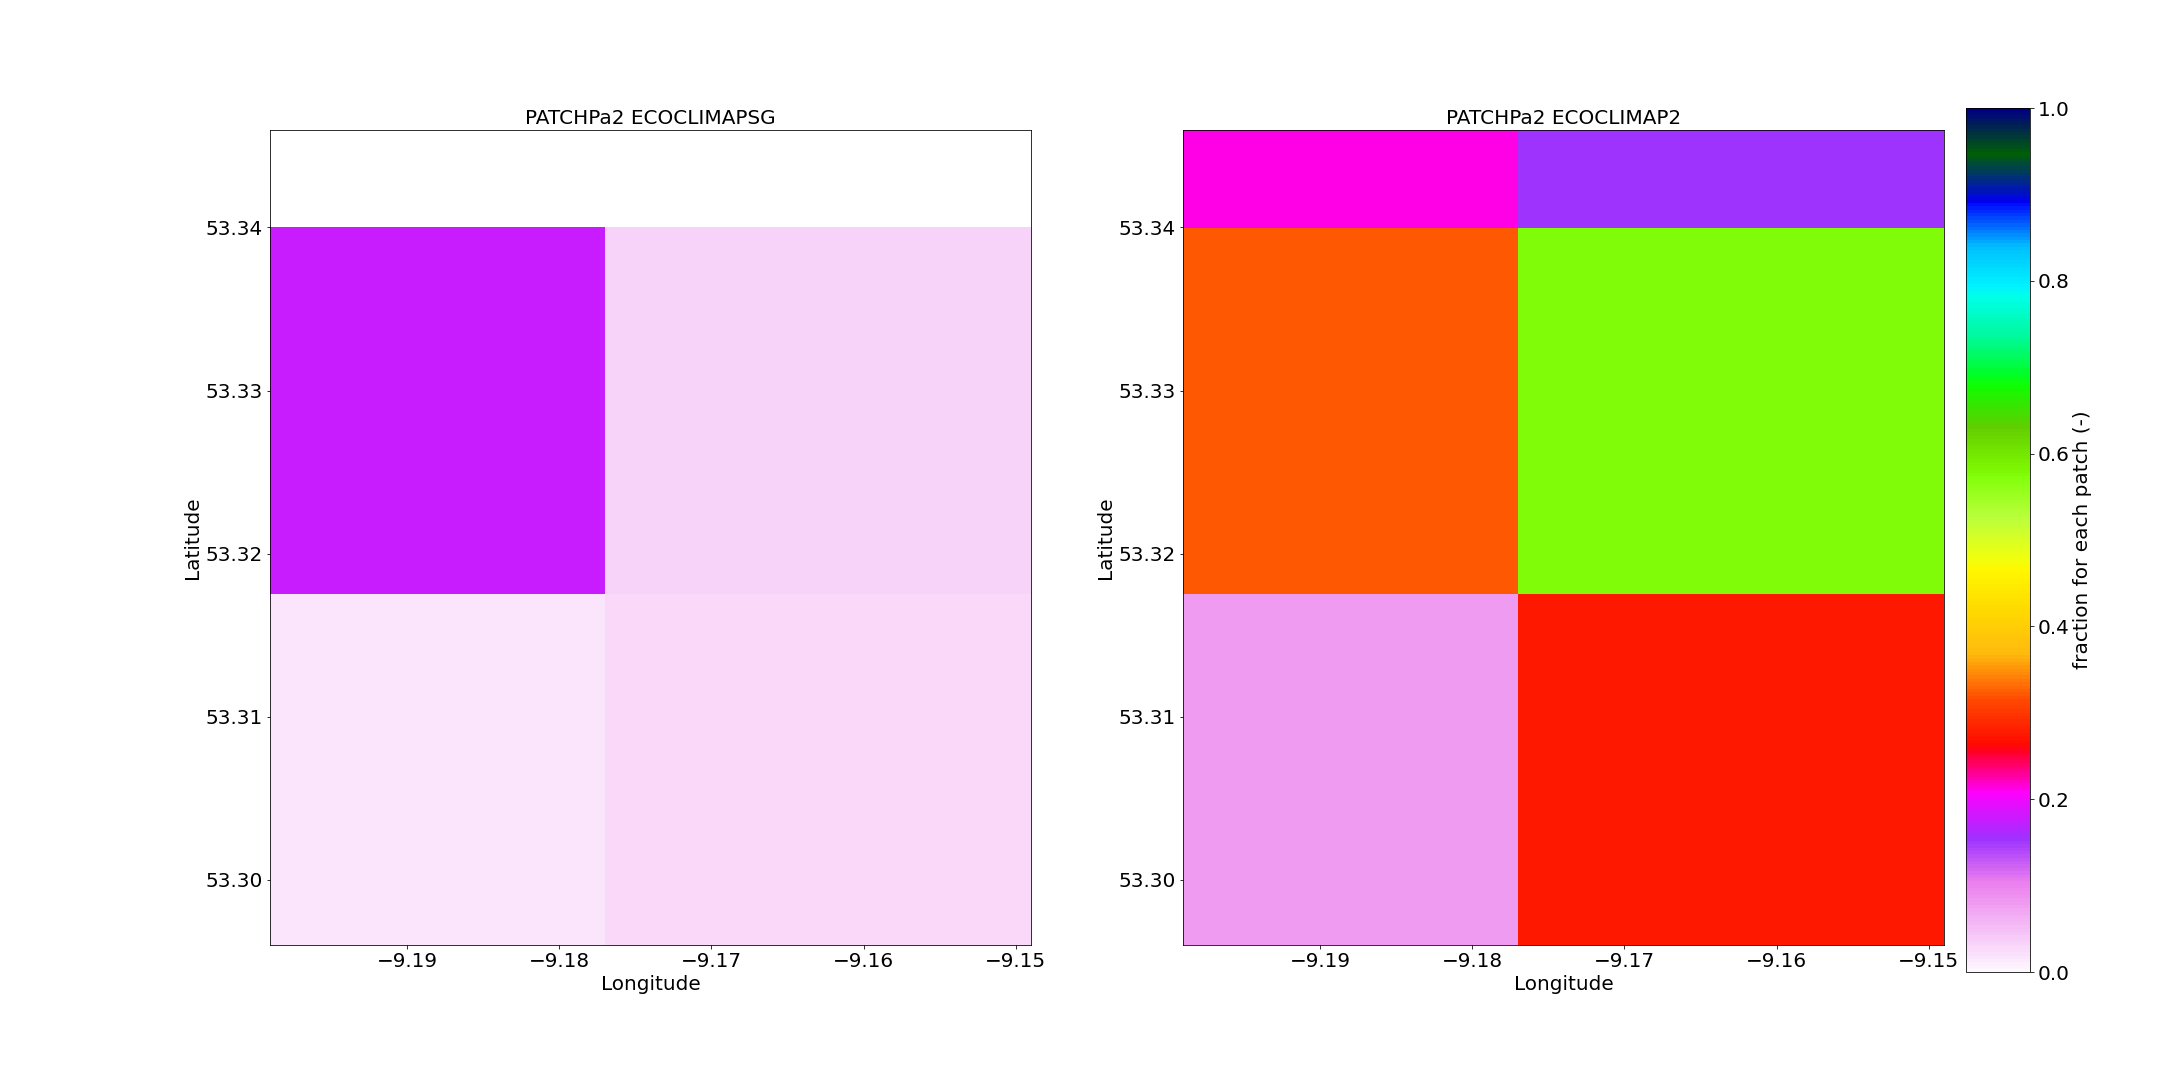 PATCHPa2 ECOCLIMAPSG
53.34
53.33
53.32
53.31
53.30
Latitude
−9.19 −9.18 −9.17 −9.16 −9.15
Longitude
PATCHPa2 ECOCLIMAP2
53.34
53.33
53.32
53.31
53.30
Latitude
−9.19 −9.18 −9.17 −9.16 −9.15
Longitude
1.0
0.8
0.6
0.4
0.2
0.0
fraction for each patch (-)